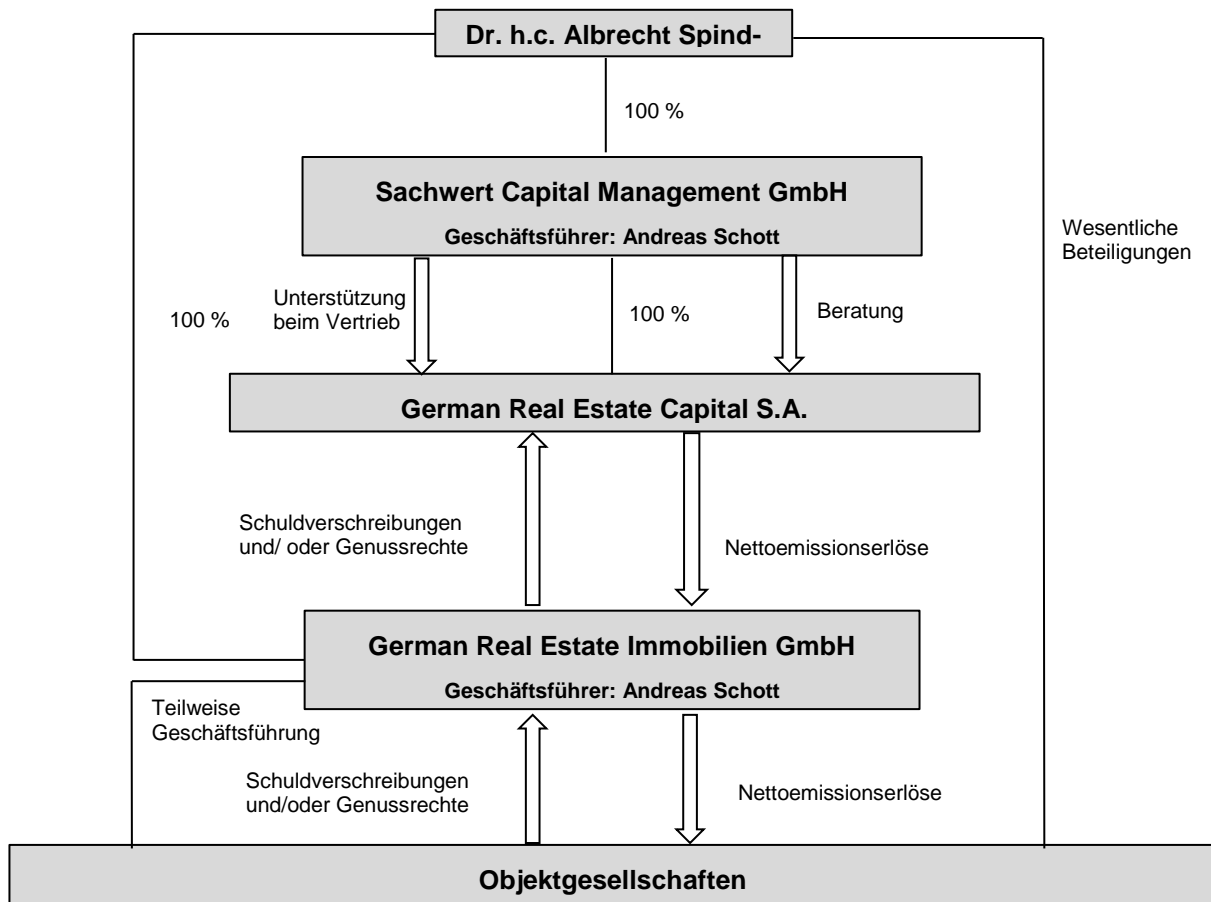 Dr. h.c. Albrecht Spind-
100 %
Sachwert Capital Management GmbH
Geschäftsführer: Andreas Schott
Wesentliche
Beteiligungen
Unterstützung
beim Vertrieb
100 %
100 %
Beratung
German Real Estate Capital S.A.
Schuldverschreibungen
und/ oder Genussrechte
Nettoemissionserlöse
German Real Estate Immobilien GmbH
Geschäftsführer: Andreas Schott
Teilweise
Geschäftsführung
Schuldverschreibungen
und/oder Genussrechte
Nettoemissionserlöse
Objektgesellschaften